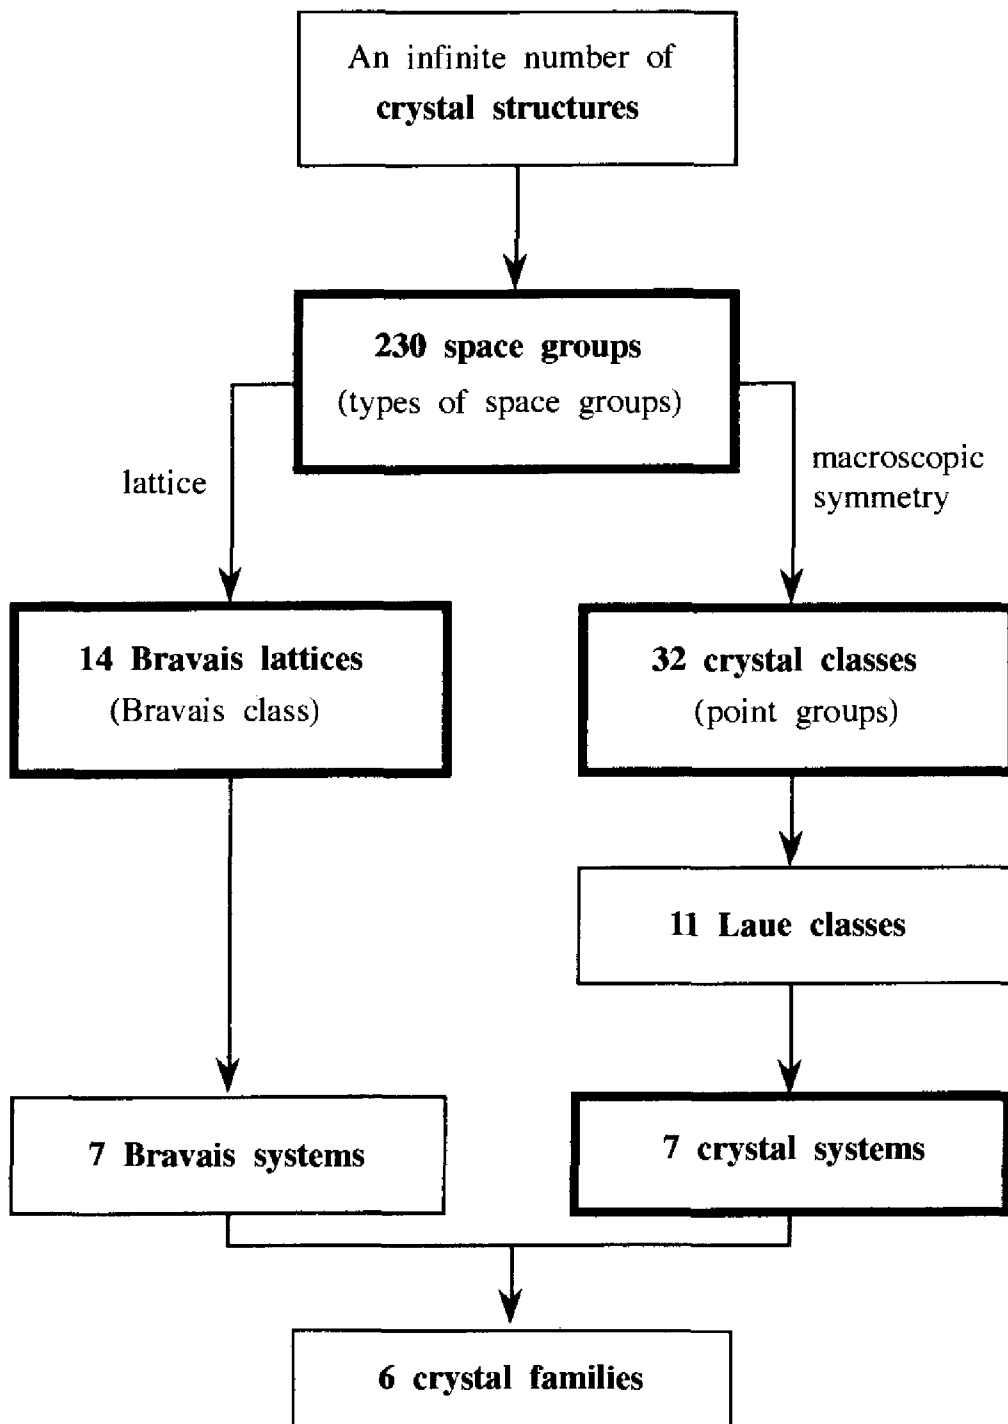 An infinite number of
crystal structures
230 space groups
(types of space groups)
lattice
macroscopic
symmetry
14 Bravais lattices
(Bravais class)
32 crystal classes
(point groups)
11 Laue classes
7 Bravais systems
7 crystal systems
6 crystal families